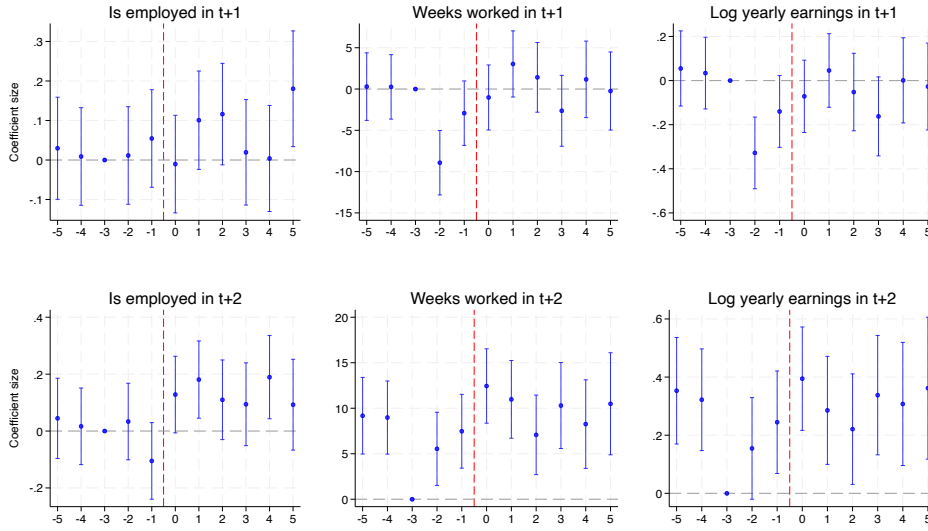 Is employed in t+1
Weeks worked in t+1
Log yearly earnings in t+1
Coefficient size
.3
.2
.1
0
-.1
5
0
-5
-10
-15
.2
0
-.2
-.4
-.6
-5 -4 -3 -2 -1 0 1 2 3 4 5
-5 -4 -3 -2 -1 0 1 2 3 4 5
-5 -4 -3 -2 -1 0 1 2 3 4 5
Is employed in t+2
Weeks worked in t+2
Log yearly earnings in t+2
Coefficient size
.4
.2
0
-.2
20
15
10
5
0
.6
.4
.2
0
-5 -4 -3 -2 -1 0 1 2 3 4 5
-5 -4 -3 -2 -1 0 1 2 3 4 5
-5 -4 -3 -2 -1 0 1 2 3 4 5